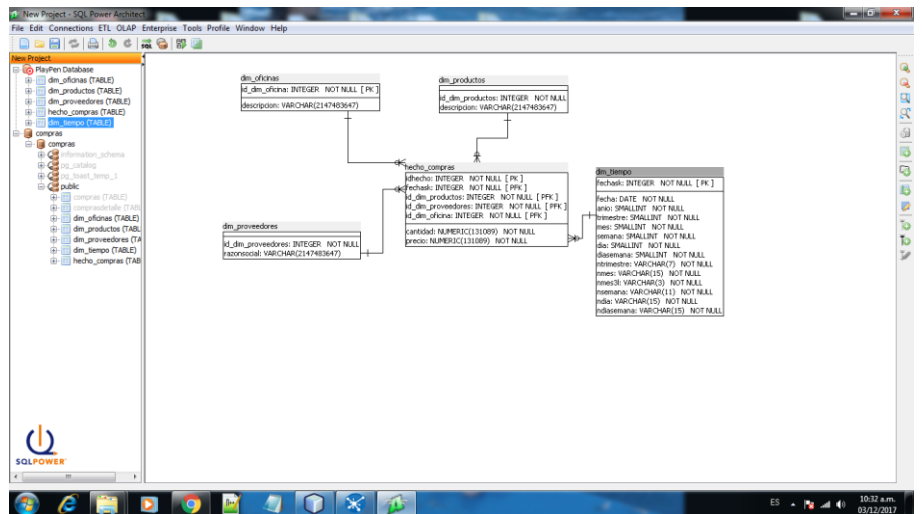 New Project - SQL Power Architect
File Edit Connections ETL OLAP Enterprise Tools Profile Window Help
SQL
New Project
PlayPen Database
dim_oficinas (TABLE)
dim_productos (TABLE)
dim_proveedores (TABLE)
hecho_compras (TABLE)
dim_tiempo (TABLE)
compras
compras
information_schema
pg_catalog
pg_toast_temp_1
public
compras (TABLE)
comprasdetalle (TABL
dim_oficinas (TABLE)
dim_productos (TABL
dim_proveedores (TA
dim_tiempo (TABLE)
hecho_compras (TAB
SQLPOWER
dim_oficinas
id_dim_oficina: INTEGER NOT NULL [ PK ]
descripcion: VARCHAR(2147483647)
dim_productos
id_dim_productos: INTEGER NOT NULL
descripcion: VARCHAR(2147483647)
hecho_compras
idhecho: INTEGER NOT NULL [ PK ]
fechask: INTEGER NOT NULL [ PFK ]
id_dim_productos: INTEGER NOT NULL [ PFK ]
id_dim_proveedores: INTEGER NOT NULL [ PFK ]
id_dim_oficina: INTEGER NOT NULL [ PFK ]
cantidad: NUMERIC(131089) NOT NULL
precio: NUMERIC(131089) NOT NULL
dim_tiempo
fechask: INTEGER NOT NULL [ PK ]
fecha: DATE NOT NULL
anio: SMALLINT NOT NULL
trimestre: SMALLINT NOT NULL
mes: SMALLINT NOT NULL
semana: SMALLINT NOT NULL
dia: SMALLINT NOT NULL
diasemana: SMALLINT NOT NULL
ntrimestre: VARCHAR(7) NOT NULL
nmes: VARCHAR(15) NOT NULL
nmes3l: VARCHAR(3) NOT NULL
nsemana: VARCHAR(11) NOT NULL
ndia: VARCHAR(15) NOT NULL
ndiasemana: VARCHAR(15) NOT NULL
dim_proveedores
id_dim_proveedores: INTEGER NOT NULL
razonsocial: VARCHAR(2147483647)
ES
10:32 a.m.
03/12/2017